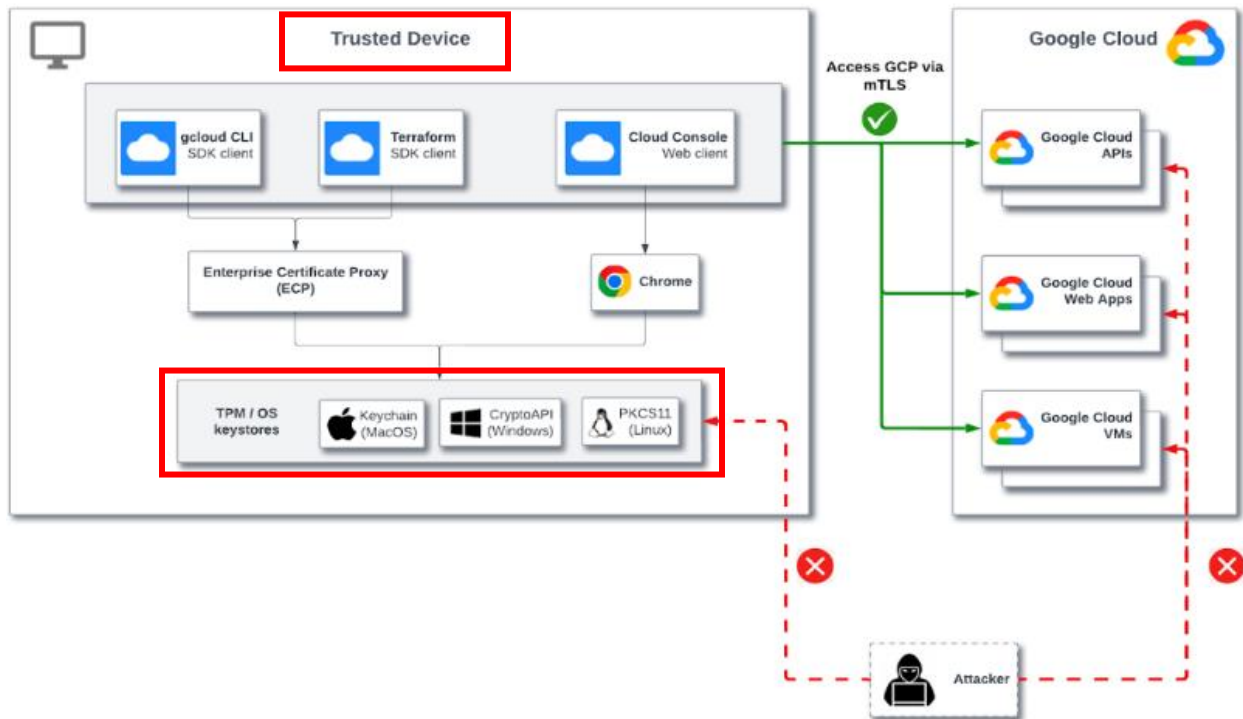 Trusted Device
Google Cloud
Access GCP via
mTLS
gcloud CLI
SDK client
Terraform
SDK client
Cloud Console
Web client
Google Cloud
APIs
Enterprise Certificate Proxy
(ECP)
Chrome
Google Cloud
Web Apps
TPM / OS
keystores
Keychain
(MacOS)
CryptoAPI
(Windows)
PKCS11
(Linux)
Google Cloud
VMs
Attacker